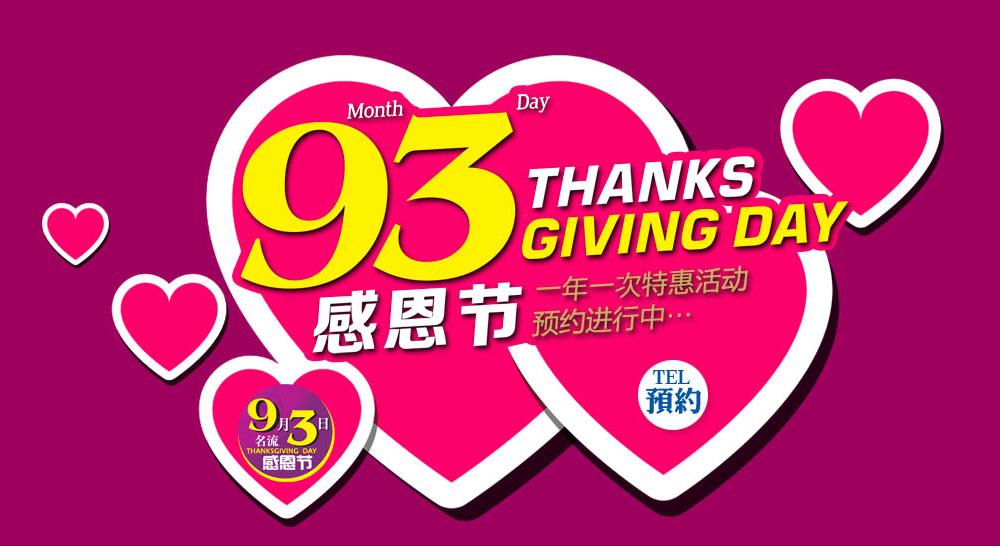 Month Day
93
THANKS
GIVING DAY
感恩节
一年一次特惠活动
预约进行中…
TEL
預約
9月3日
名流
THANKSGIVING DAY
感恩节